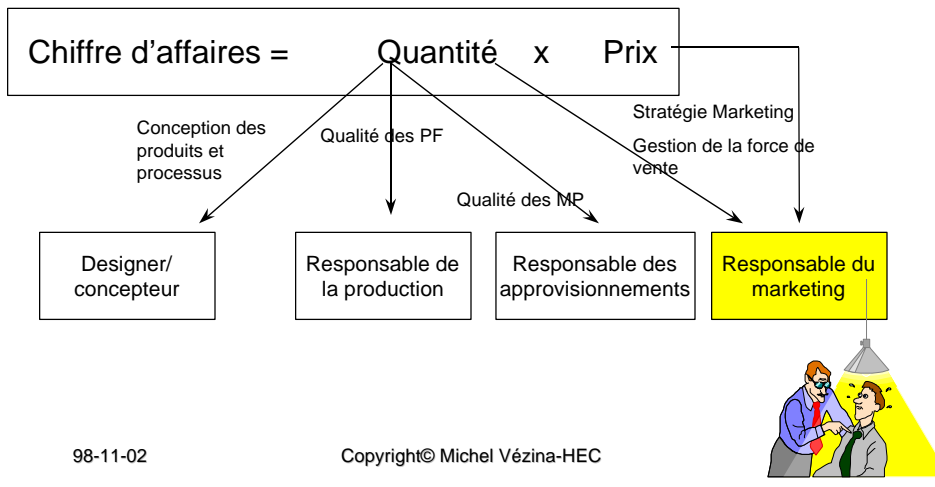 Chiffre d'affaires = Quantité x Prix
Conception des
produits et
processus
Qualité des PF
Qualité des MP
Stratégie Marketing
Gestion de la force de
vente
Designer/
concepteur
Responsable de
la production
Responsable des
approvisionnements
Responsable du
marketing
98-11-02
Copyright© Michel Vézina-HEC